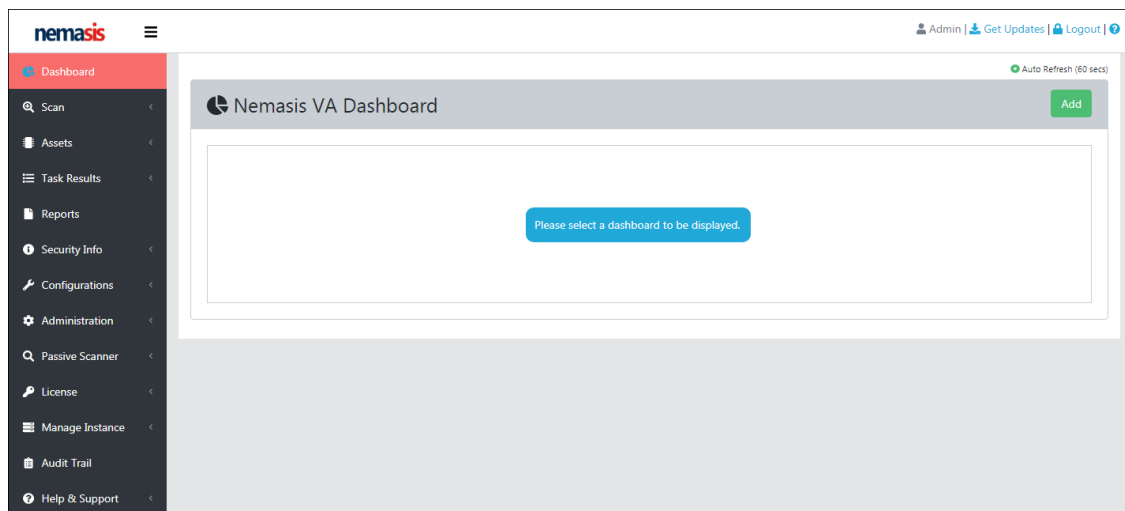 nemasis
Admin | Get Updates | Logout |
Dashboard
Auto Refresh (60 secs)
Nemasis VA Dashboard
Add
Scan
Assets
Task Results
Reports
Please select a dashboard to be displayed.
Security Info
Configurations
Administration
Passive Scanner
License
Manage Instance
Audit Trail
Help & Support